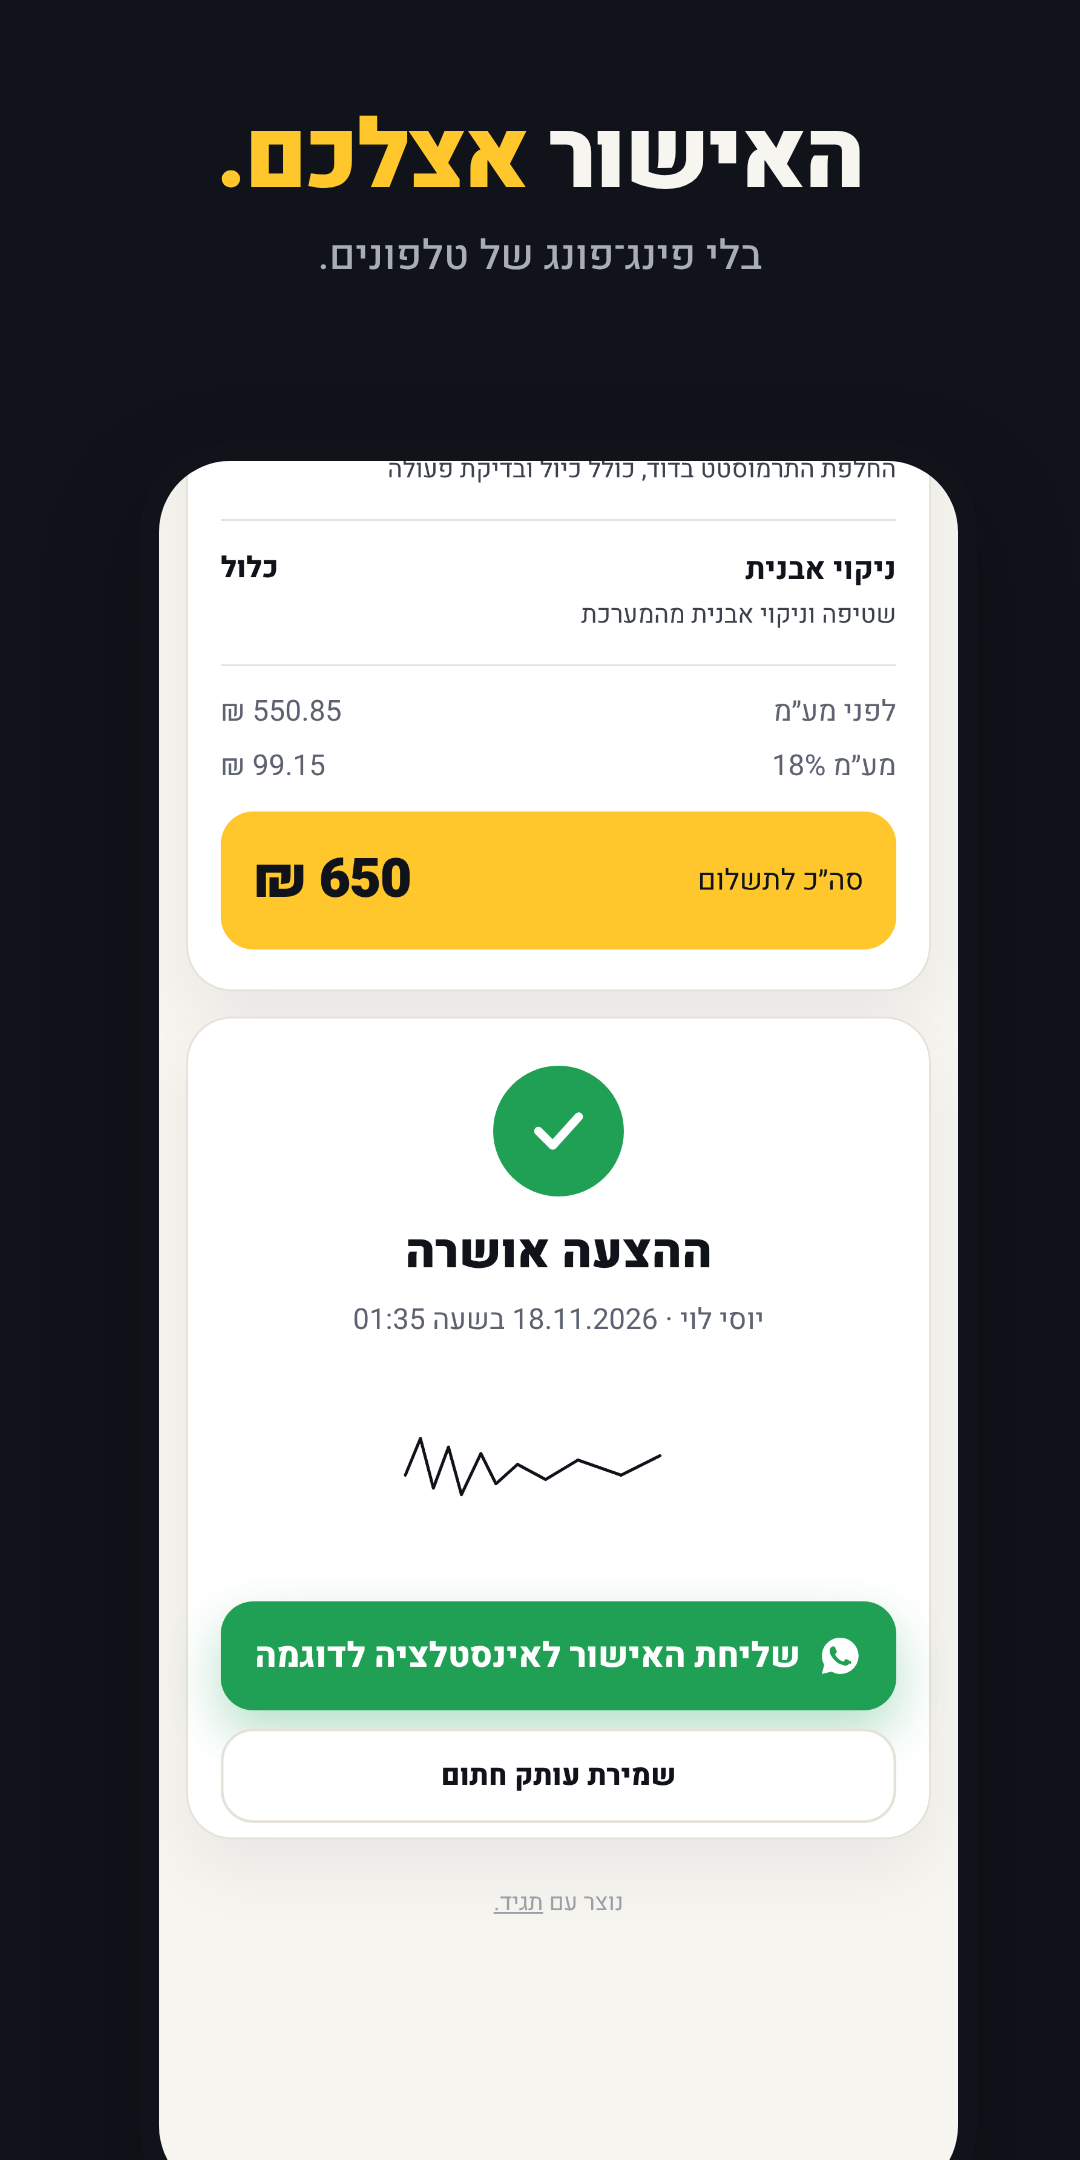 האישור אצלכם.
בלי פינג־פונג של טלפונים.
החלפת התרמוסטט בדוד, כולל כיול ובדיקת פעולה
ניקוי אבנית כלול
שטיפה וניקוי אבנית מהמערכת
לפני מע״מ 550.85 ₪
מע״מ 18% 99.15 ₪
סה״כ לתשלום 650 ₪
ההצעה אושרה
יוסי לוי · 18.11.2026 בשעה 01:35
שליחת האישור לאינסטלציה לדוגמה
שמירת עותק חתום
נוצר עם תגיד.